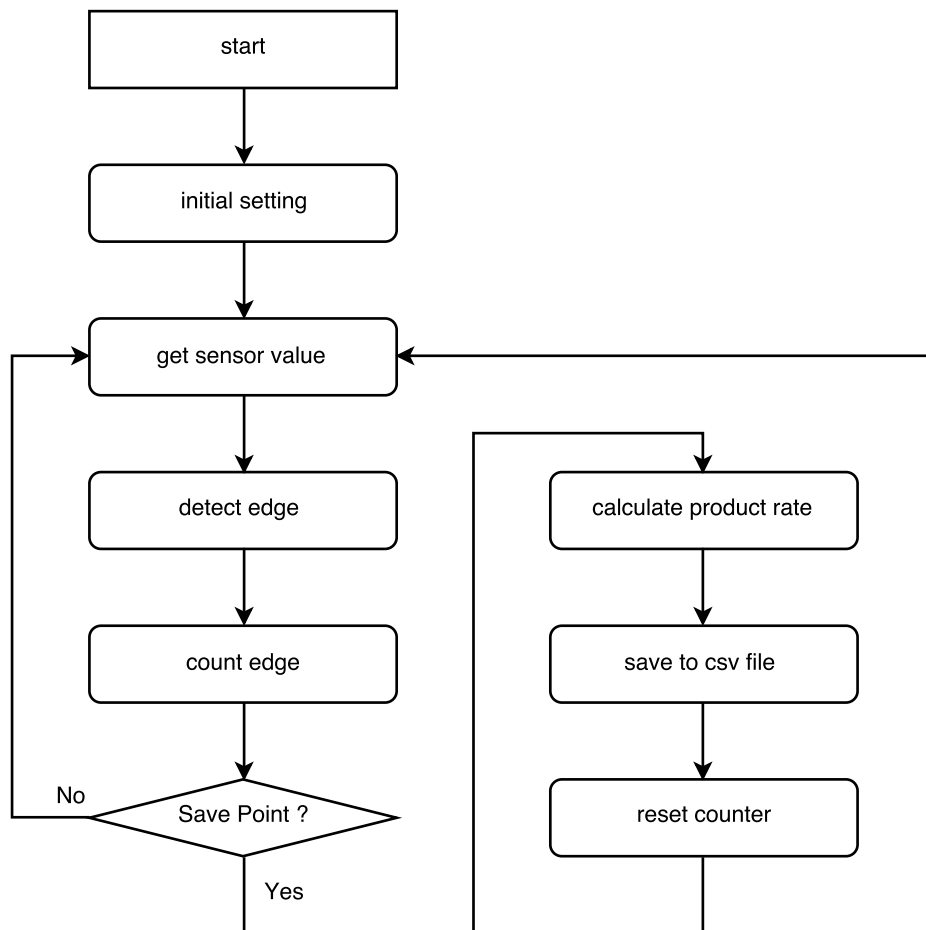 start
initial setting
get sensor value
detect edge
count edge
Save Point ?
No
Yes
calculate product rate
save to csv file
reset counter